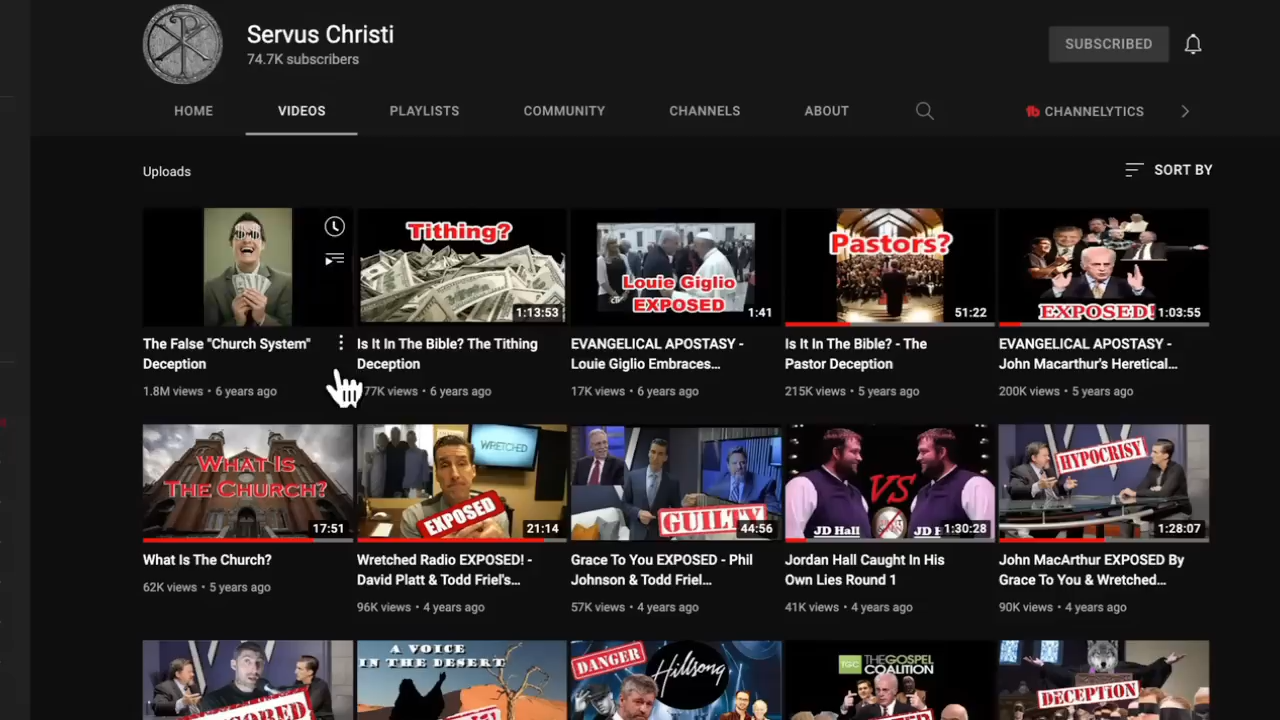 Servus Christi
74.7K subscribers
SUBSCRIBED
HOME
VIDEOS
PLAYLISTS
COMMUNITY
CHANNELS
ABOUT
CHANNELYTICS
Uploads
SORT BY
Tithing?
1:13:53
Louie Giglio
EXPOSED
1:41
Pastors?
51:22
EXPOSED!
1:03:55
The False "Church System"
Deception
1.8M views • 6 years ago
Is It In The Bible? The Tithing
Deception
77K views • 6 years ago
EVANGELICAL APOSTASY -
Louie Giglio Embraces...
17K views • 6 years ago
Is It In The Bible? - The
Pastor Deception
215K views • 5 years ago
EVANGELICAL APOSTASY -
John Macarthur's Heretical...
200K views • 5 years ago
WHAT IS
THE CHURCH?
17:51
WRETCHED
EXPOSED
21:14
GUILTY
44:56
VS
JD Hall
JD
1:30:28
HYPOCRISY
1:28:07
What Is The Church?
62K views • 5 years ago
Wretched Radio EXPOSED! -
David Platt & Todd Friel's...
96K views • 4 years ago
Grace To You EXPOSED - Phil
Johnson & Todd Friel...
57K views • 4 years ago
Jordan Hall Caught In His
Own Lies Round 1
41K views • 4 years ago
John MacArthur EXPOSED By
Grace To You & Wretched...
90K views • 4 years ago
A VOICE
IN THE DESERT
DANGER
Hillsong
TGC THE GOSPEL
COALITION
DECEPTION